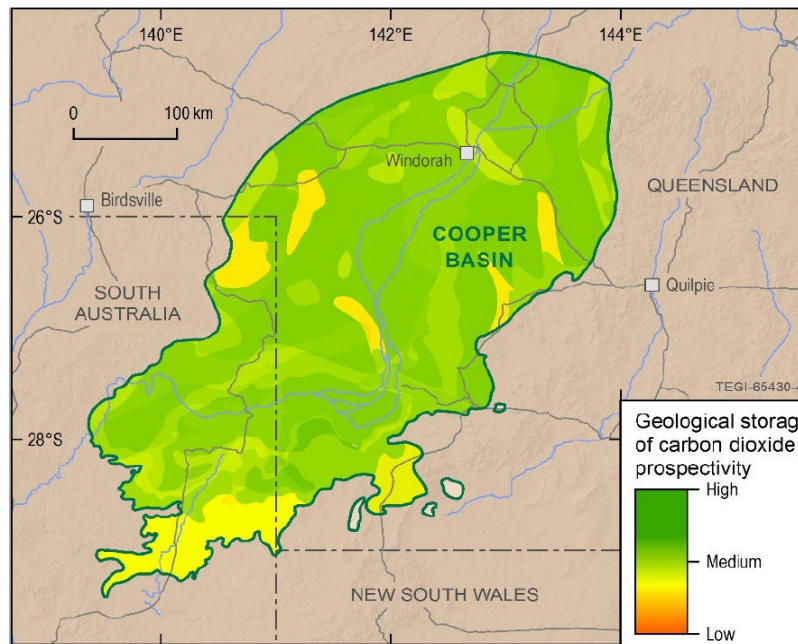 140°E
142°E
144°E
0
100 km
Windorah
QUEENSLAND
Birdsville
26°S
COOPER
BASIN
SOUTH
AUSTRALIA
Quilpie
TEGI-65430-
28°S
Geological storag
of carbon dioxide
prospectivity
High
Medium
Low
NEW SOUTH WALES